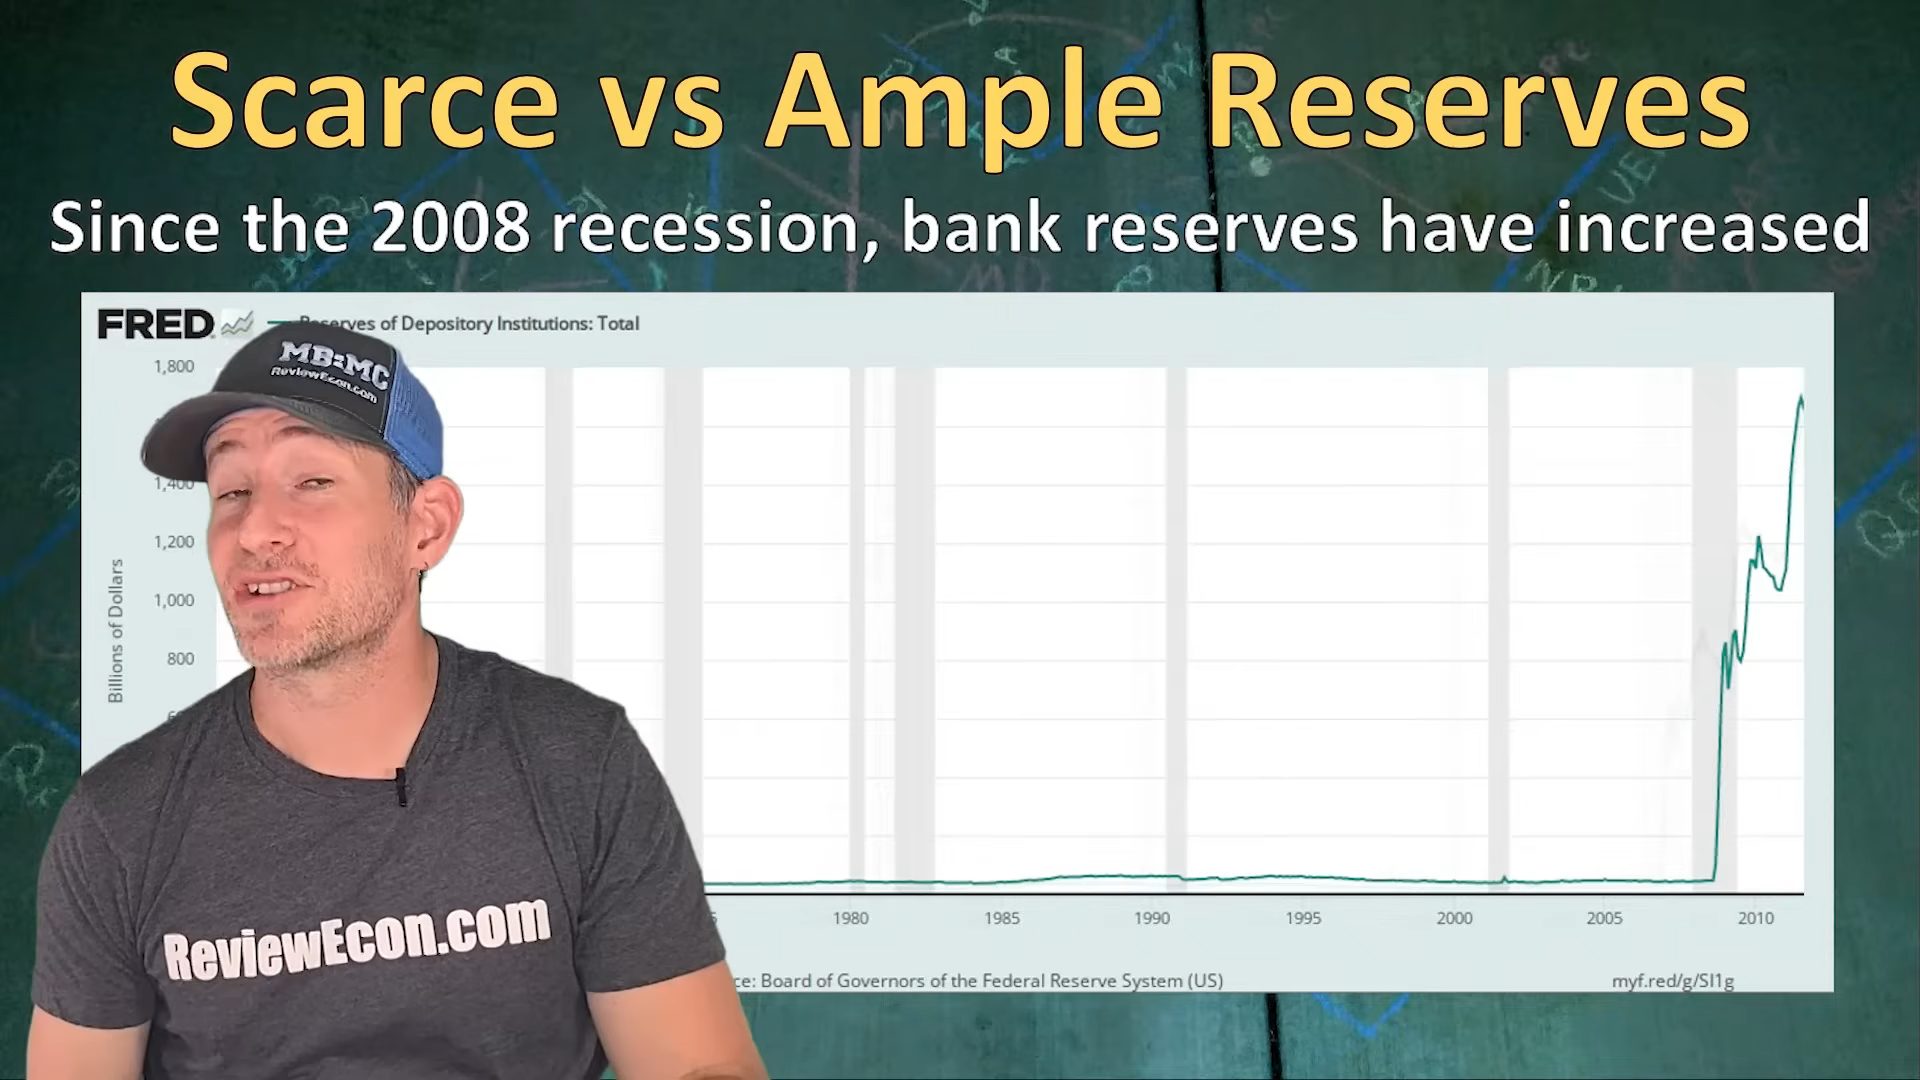 Scarce vs Ample Reserves
Since the 2008 recession, bank reserves have increased
FRED
Reserves of Depository Institutions: Total
MB=MC
ReviewEcon.com
1,800
1,400
1,200
1,000
800
Billions of Dollars
ReviewEcon.com
1980 1985 1990 1995 2000 2005 2010
Board of Governors of the Federal Reserve System (US)
myf.red/g/SI1g